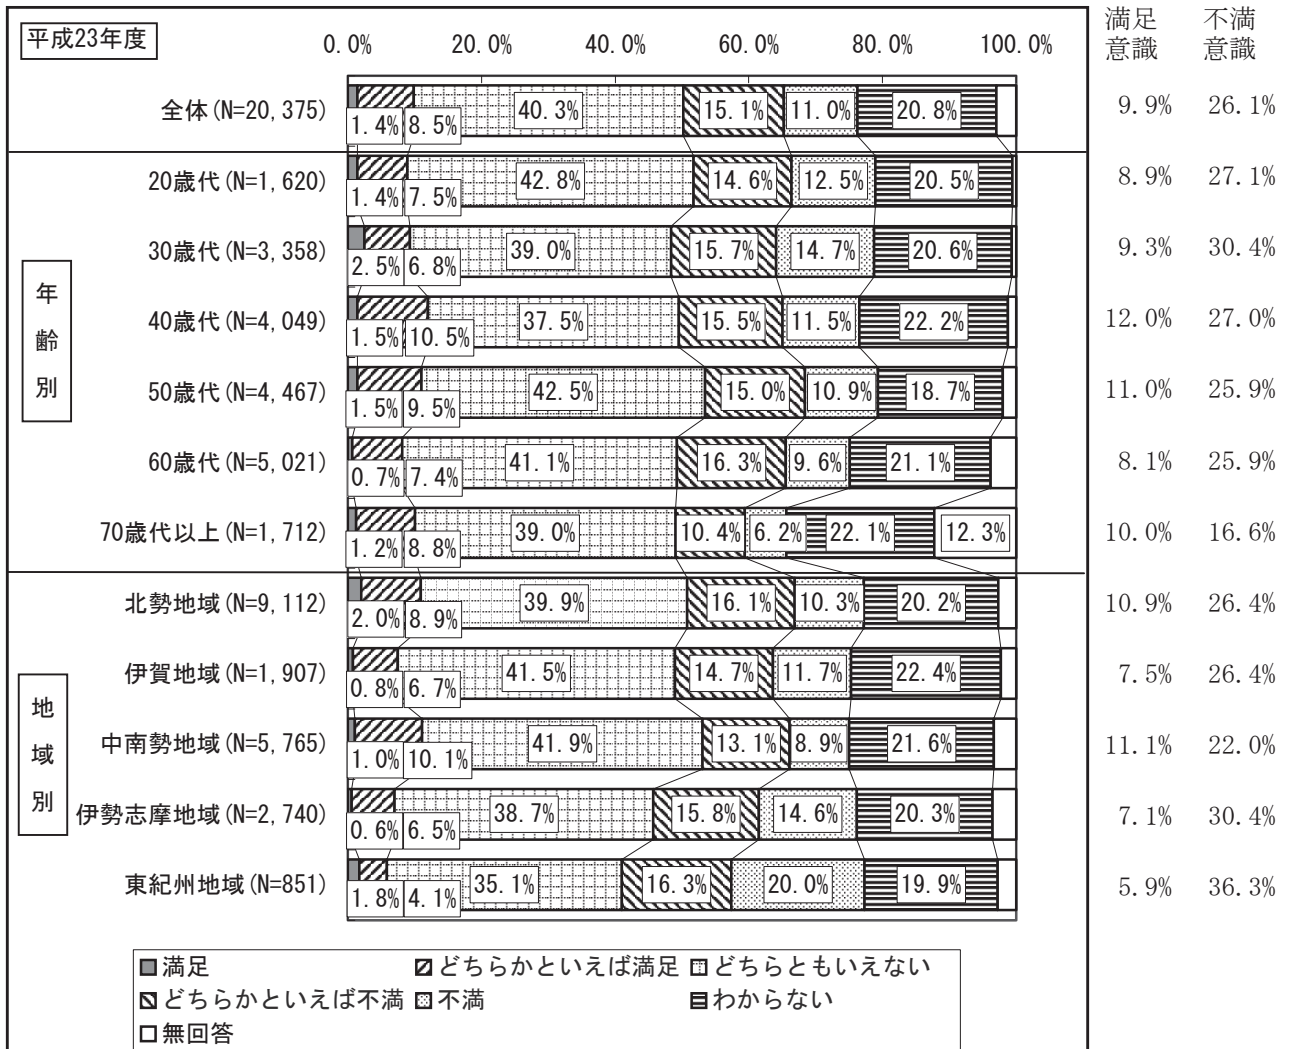 平成23年度
0.0% 20.0% 40.0% 60.0% 80.0% 100.0%
満足意識 不満意識
全体(N=20,375) 1.4% 8.5% 40.3% 15.1% 11.0% 20.8% 9.9% 26.1%
年齢別
20歳代(N=1,620) 1.4% 7.5% 42.8% 14.6% 12.5% 20.5% 8.9% 27.1%
30歳代(N=3,358) 2.5% 6.8% 39.0% 15.7% 14.7% 20.6% 9.3% 30.4%
40歳代(N=4,049) 1.5% 10.5% 37.5% 15.5% 11.5% 22.2% 12.0% 27.0%
50歳代(N=4,467) 1.5% 9.5% 42.5% 15.0% 10.9% 18.7% 11.0% 25.9%
60歳代(N=5,021) 0.7% 7.4% 41.1% 16.3% 9.6% 21.1% 8.1% 25.9%
70歳代以上(N=1,712) 1.2% 8.8% 39.0% 10.4% 6.2% 22.1% 12.3% 10.0% 16.6%
地域別
北勢地域(N=9,112) 2.0% 8.9% 39.9% 16.1% 10.3% 20.2% 10.9% 26.4%
伊賀地域(N=1,907) 0.8% 6.7% 41.5% 14.7% 11.7% 22.4% 7.5% 26.4%
中南勢地域(N=5,765) 1.0% 10.1% 41.9% 13.1% 8.9% 21.6% 11.1% 22.0%
伊勢志摩地域(N=2,740) 0.6% 6.5% 38.7% 15.8% 14.6% 20.3% 7.1% 30.4%
東紀州地域(N=851) 1.8% 4.1% 35.1% 16.3% 20.0% 19.9% 5.9% 36.3%
満足 どちらかといえば満足 どちらともいえない
どちらかといえば不満 不満 わからない
無回答